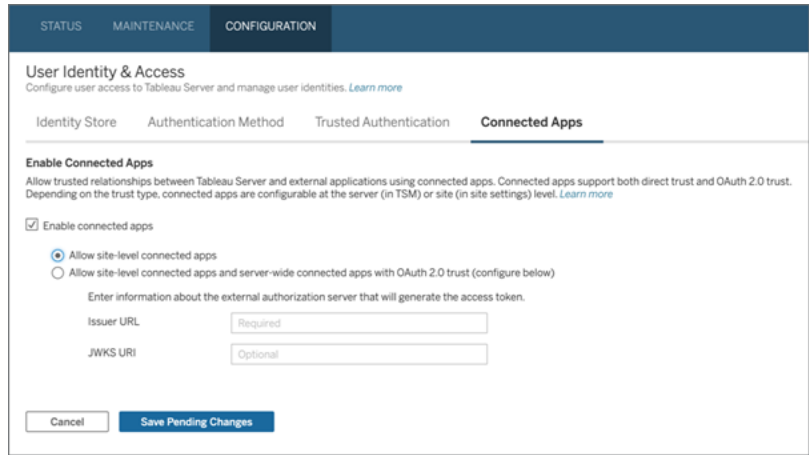 STATUS MAINTENANCE CONFIGURATION
User Identity & Access
Configure user access to Tableau Server and manage user identities. Learn more
Identity Store Authentication Method Trusted Authentication Connected Apps
Enable Connected Apps
Allow trusted relationships between Tableau Server and external applications using connected apps. Connected apps support both direct trust and OAuth 2.0 trust.
Depending on the trust type, connected apps are configurable at the server (in TSM) or site (in site settings) level. Learn more
Enable connected apps
Allow site-level connected apps
Allow site-level connected apps and server-wide connected apps with OAuth 2.0 trust (configure below)
Enter information about the external authorization server that will generate the access token.
Issuer URL Required
JWKS URI Optional
Cancel Save Pending Changes